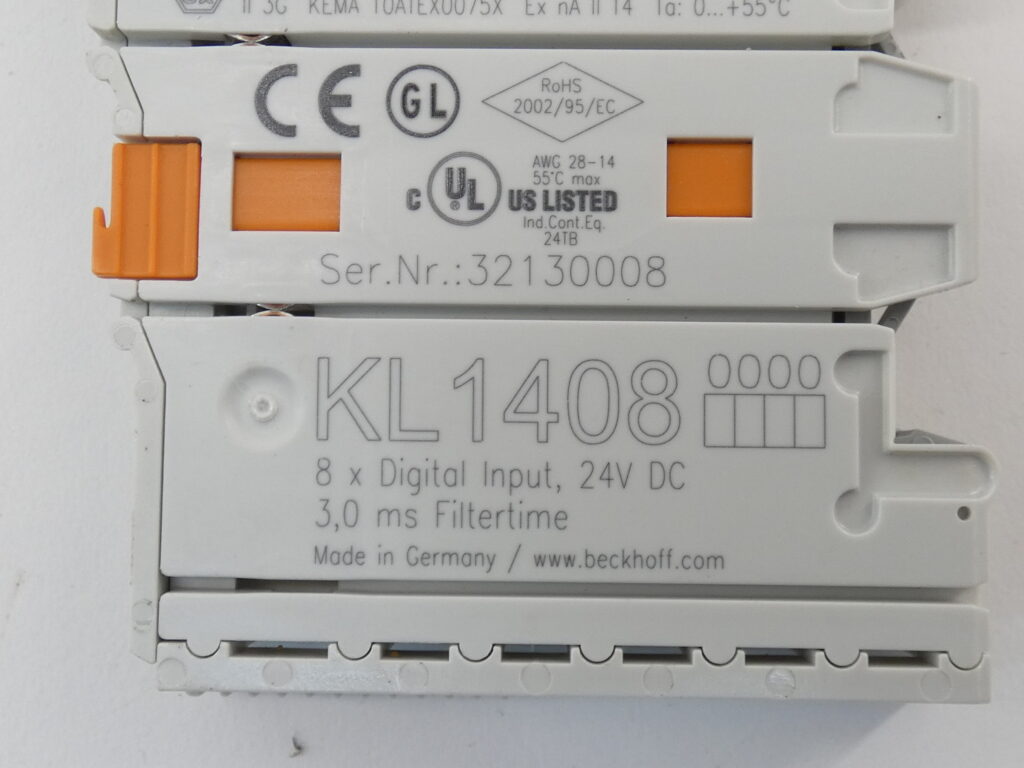 II 3G KEMA 10ATEX0075X Ex nA II T4 Ta: 0...+55°C
CE GL RoHS
2002/95/EC
c UL® US LISTED
AWG 28-14
55°C max
Ind.Cont.Eq.
24TB
Ser.Nr.:32130008
KL1408 0000
8 x Digital Input, 24V DC
3,0 ms Filtertime
Made in Germany / www.beckhoff.com